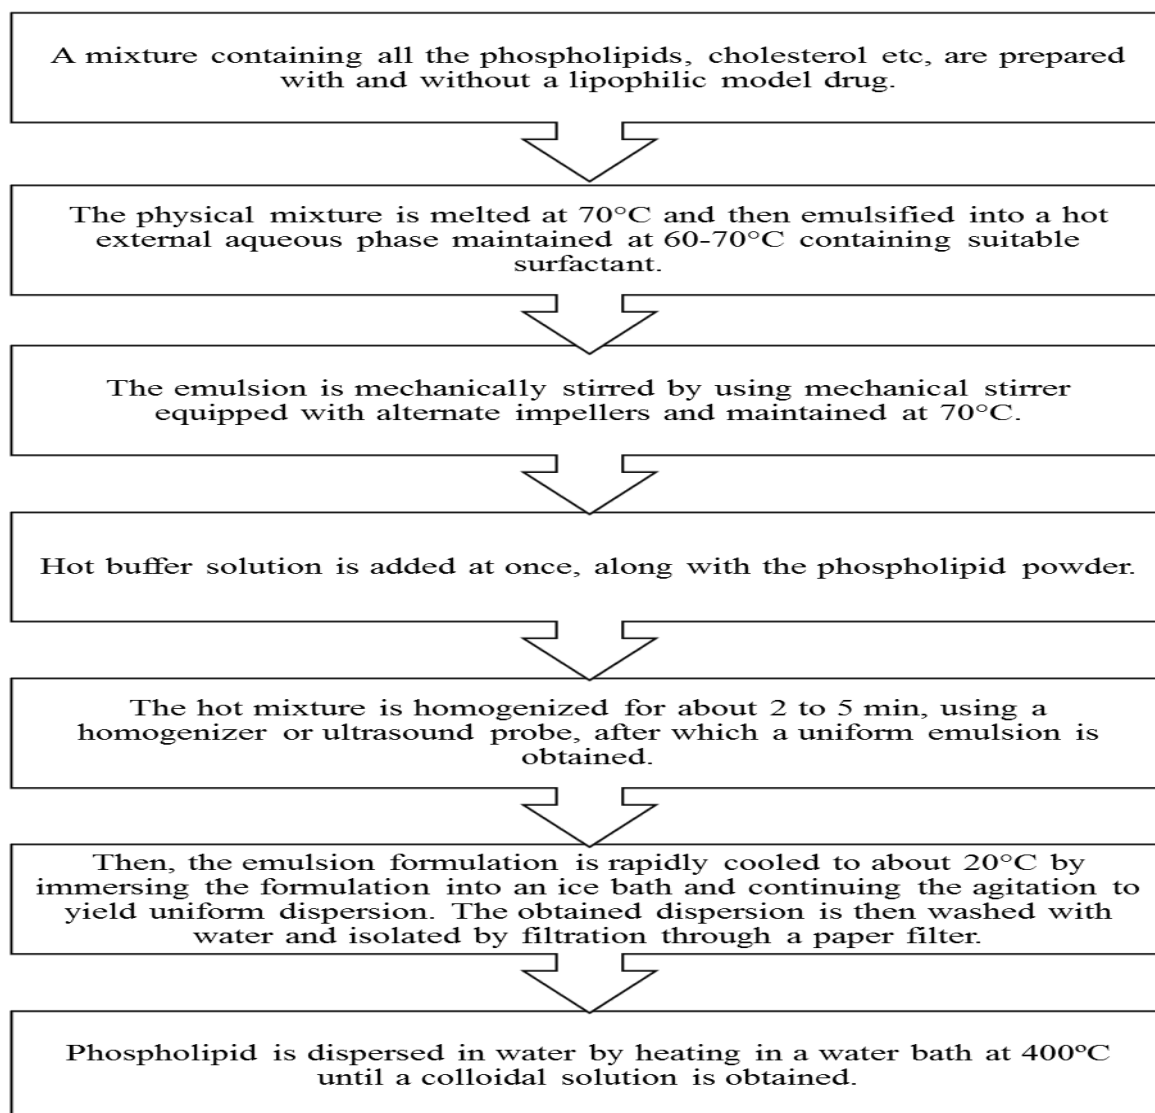 A mixture containing all the phospholipids, cholesterol etc, are prepared
with and without a lipophilic model drug.
The physical mixture is melted at 70°C and then emulsified into a hot
external aqueous phase maintained at 60-70°C containing suitable
surfactant.
The emulsion is mechanically stirred by using mechanical stirrer
equipped with alternate impellers and maintained at 70°C.
Hot buffer solution is added at once, along with the phospholipid powder.
The hot mixture is homogenized for about 2 to 5 min, using a
homogenizer or ultrasound probe, after which a uniform emulsion is
obtained.
Then, the emulsion formulation is rapidly cooled to about 20°C by
immersing the formulation into an ice bath and continuing the agitation to
yield uniform dispersion. The obtained dispersion is then washed with
water and isolated by filtration through a paper filter.
Phospholipid is dispersed in water by heating in a water bath at 400ºC
until a colloidal solution is obtained.